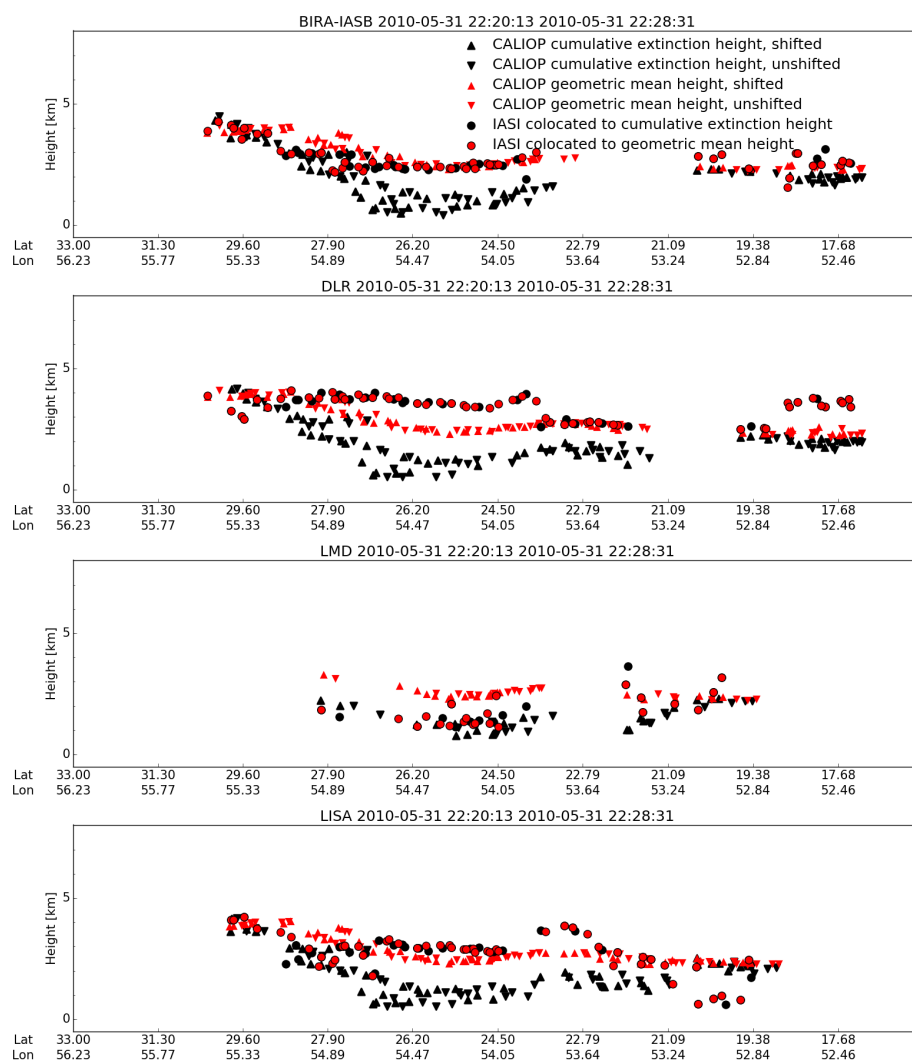 BIRA-IASB 2010-05-31 22:20:13 2010-05-31 22:28:31
CALIOP cumulative extinction height, shifted
CALIOP cumulative extinction height, unshifted
CALIOP geometric mean height, shifted
CALIOP geometric mean height, unshifted
IASI colocated to cumulative extinction height
IASI colocated to geometric mean height
Height [km]
5
0
Lat 33.00 31.30 29.60 27.90 26.20 24.50 22.79 21.09 19.38 17.68
Lon 56.23 55.77 55.33 54.89 54.47 54.05 53.64 53.24 52.84 52.46
DLR 2010-05-31 22:20:13 2010-05-31 22:28:31
Height [km]
5
0
Lat 33.00 31.30 29.60 27.90 26.20 24.50 22.79 21.09 19.38 17.68
Lon 56.23 55.77 55.33 54.89 54.47 54.05 53.64 53.24 52.84 52.46
LMD 2010-05-31 22:20:13 2010-05-31 22:28:31
Height [km]
5
0
Lat 33.00 31.30 29.60 27.90 26.20 24.50 22.79 21.09 19.38 17.68
Lon 56.23 55.77 55.33 54.89 54.47 54.05 53.64 53.24 52.84 52.46
LISA 2010-05-31 22:20:13 2010-05-31 22:28:31
Height [km]
5
0
Lat 33.00 31.30 29.60 27.90 26.20 24.50 22.79 21.09 19.38 17.68
Lon 56.23 55.77 55.33 54.89 54.47 54.05 53.64 53.24 52.84 52.46